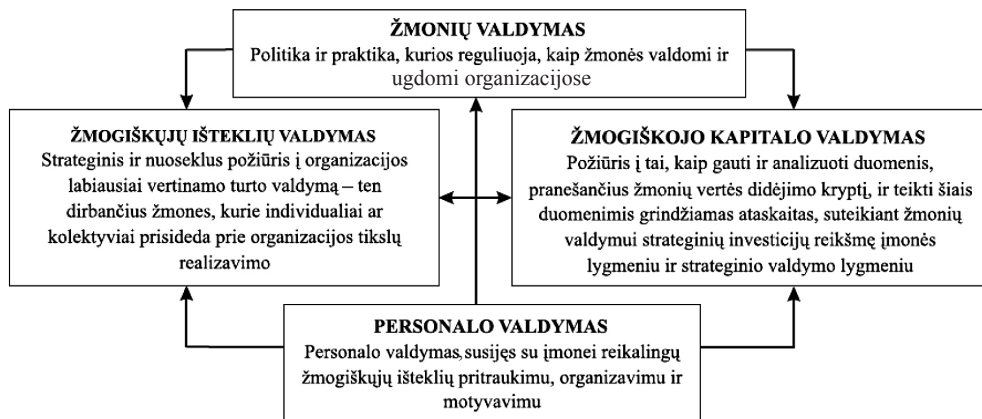 ŽMONIŲ VALDYMAS
Politika ir praktika, kurios reguliuoja, kaip žmonės valdomi ir
ugdomi organizacijose
ŽMOGIŠKŲJŲ IŠTEKLIŲ VALDYMAS
Strateginis ir nuoseklus požiūris į organizacijos
labiausiai vertinamo turto valdymą – ten
dirbančius žmones, kurie individualiai ar
kolektyviai prisideda prie organizacijos tikslų
realizavimo
ŽMOGIŠKOJO KAPITALO VALDYMAS
Požiūris į tai, kaip gauti ir analizuoti duomenis,
pranešančius žmonių vertės didėjimo kryptį, ir teikti šiais
duomenimis grindžiamas ataskaitas, suteikiant žmonių
valdymui strateginių investicijų reikšmę įmonės
lygmeniu ir strateginio valdymo lygmeniu
PERSONALO VALDYMAS
Personalo valdymas, susijęs su įmonei reikalingų
žmogiškųjų išteklių pritraukimu, organizavimu ir
motyvavimu